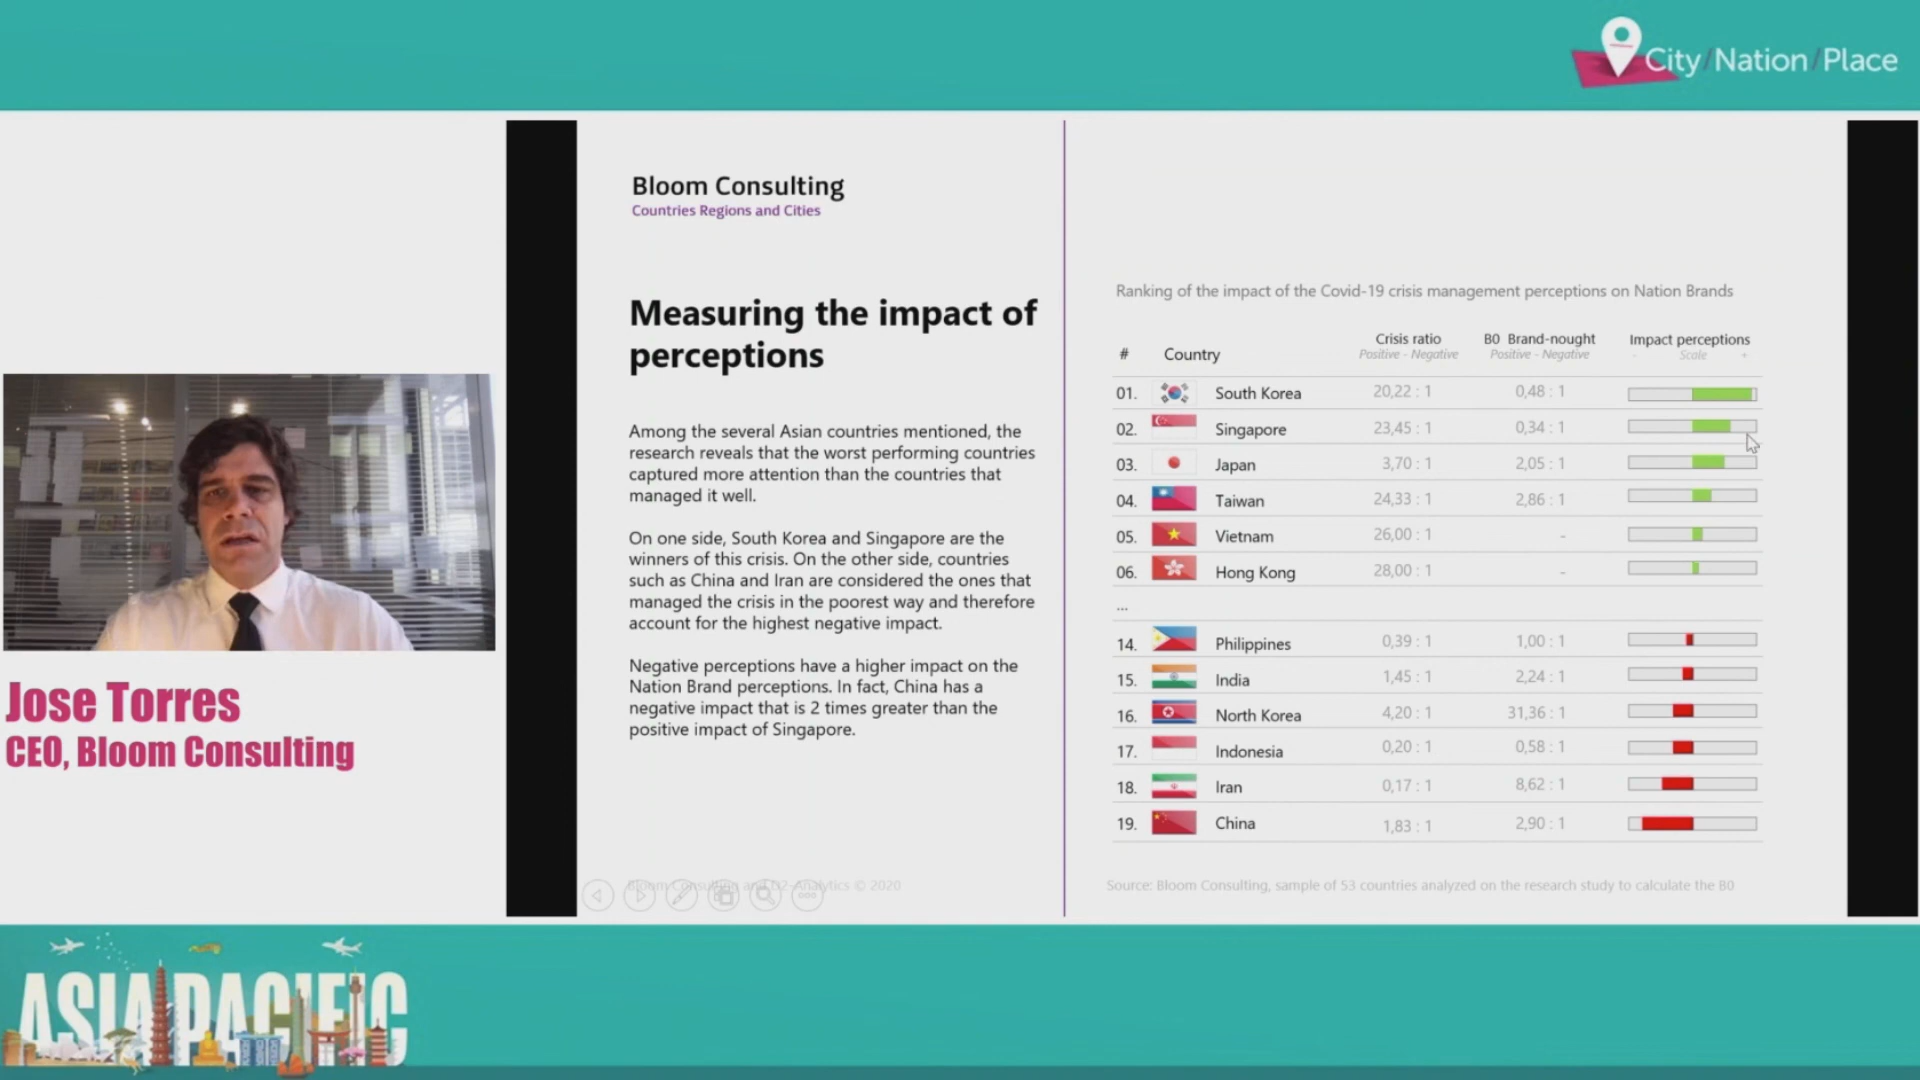 City/Nation/Place
Bloom Consulting
Countries Regions and Cities
Measuring the impact of
perceptions
Among the several Asian countries mentioned, the
research reveals that the worst performing countries
captured more attention than the countries that
managed it well.
On one side, South Korea and Singapore are the
winners of this crisis. On the other side, countries
such as China and Iran are considered the ones that
managed the crisis in the poorest way and therefore
account for the highest negative impact.
Negative perceptions have a higher impact on the
Nation Brand perceptions. In fact, China has a
negative impact that is 2 times greater than the
positive impact of Singapore.
Bloom Consulting and D2-Analytics © 2020
Ranking of the impact of the Covid-19 crisis management perceptions on Nation Brands
# Country Crisis ratio B0 Brand-nought Impact perceptions
Positive - Negative Positive - Negative - Scale +
01. South Korea 20,22 : 1 0,48 : 1
02. Singapore 23,45 : 1 0,34 : 1
03. Japan 3,70 : 1 2,05 : 1
04. Taiwan 24,33 : 1 2,86 : 1
05. Vietnam 26,00 : 1 -
06. Hong Kong 28,00 : 1 -
...
14. Philippines 0,39 : 1 1,00 : 1
15. India 1,45 : 1 2,24 : 1
16. North Korea 4,20 : 1 31,36 : 1
17. Indonesia 0,20 : 1 0,58 : 1
18. Iran 0,17 : 1 8,62 : 1
19. China 1,83 : 1 2,90 : 1
Source: Bloom Consulting, sample of 53 countries analyzed on the research study to calculate the B0
Jose Torres
CEO, Bloom Consulting
ASIA PACIFIC